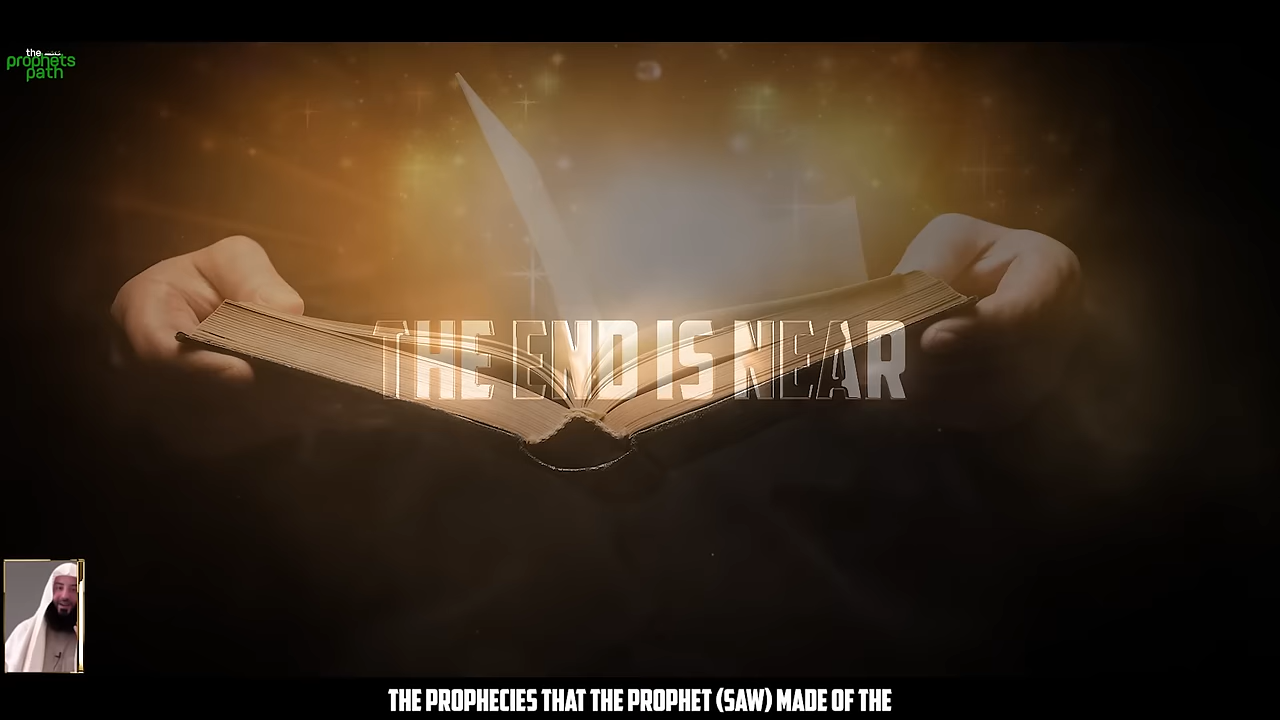 the
prophets
path
THE END IS NEAR
THE PROPHECIES THAT THE PROPHET (SAW) MADE OF THE